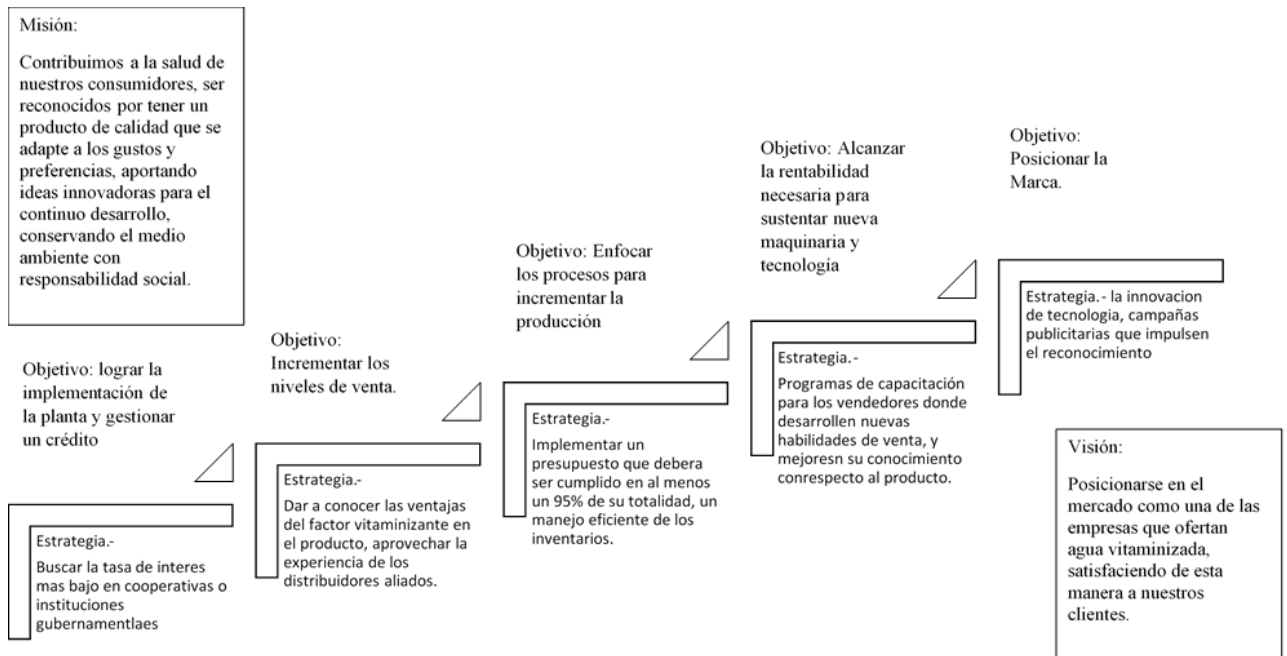 Misión:
Contribuimos a la salud de
nuestros consumidores, ser
reconocidos por tener un
producto de calidad que se
adapte a los gustos y
preferencias, aportando
ideas innovadoras para el
continuo desarrollo,
conservando el medio
ambiente con
responsabilidad social.
Objetivo: lograr la
implementación de
la planta y gestionar
un crédito
Estrategia.-
Buscar la tasa de interes
mas bajo en cooperativas o
instituciones
gubernamentlaes
Objetivo:
Incrementar los
niveles de venta.
Estrategia.-
Dar a conocer las ventajas
del factor vitaminizante en
el producto, aprovechar la
experiencia de los
distribuidores aliados.
Objetivo: Enfocar
los procesos para
incrementar la
producción
Estrategia.-
Implementar un
presupuesto que debera
ser cumplido en al menos
un 95% de su totalidad, un
manejo eficiente de los
inventarios.
Objetivo: Alcanzar
la rentabilidad
necesaria para
sustentar nueva
maquinaria y
tecnología
Estrategia.-
Programas de capacitación
para los vendedores donde
desarrollen nuevas
habilidades de venta, y
mejoresn su conocimiento
conrespecto al producto.
Objetivo:
Posicionar la
Marca.
Estrategia.- la innovacion
de tecnologia, campañas
publicitarias que impulsen
el reconocimiento
Visión:
Posicionarse en el
mercado como una de las
empresas que ofertan
agua vitaminizada,
satisfaciendo de esta
manera a nuestros
clientes.